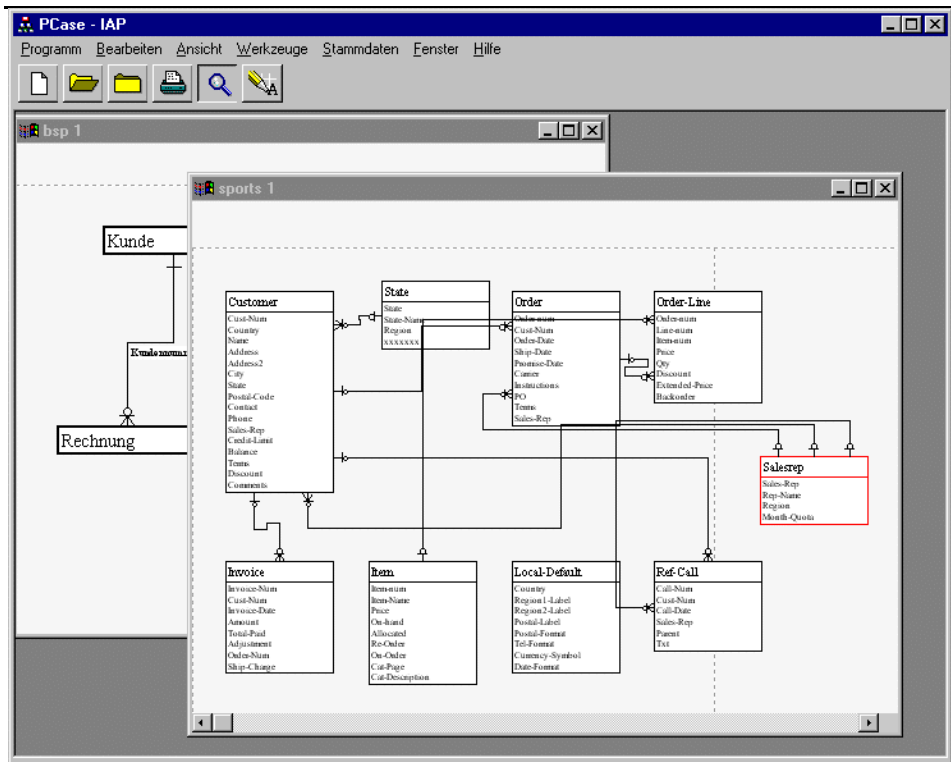 PCase - IAP
Programm Bearbeiten Ansicht Werkzeuge Stammdaten Fenster Hilfe
bsp 1
Kunde
Rechnung
sports 1
Customer
Cust-Num
Country
Name
Address
Address2
City
State
Postal-Code
Contact
Phone
Sales-Rep
Credit-Limit
Balance
Terms
Discount
Comments
State
State
State-Name
Region
xxxxxxx
Order
Order-num
Cust-Num
Order-Date
Ship-Date
Promise-Date
Carrier
Instructions
PO
Terms
Sales-Rep
Order-Line
Order-num
Line-num
Item-num
Price
Qty
Discount
Extended-Price
Backorder
Salesrep
Sales-Rep
Rep-Name
Region
Month-Quota
Invoice
Invoice-Num
Cust-Num
Invoice-Date
Amount
Total-Paid
Adjustment
Order-Num
Ship-Charge
Item
Item-num
Item-Name
Price
On-hand
Allocated
Re-Order
On-Order
Cat-Page
Cat-Description
Local-Default
Country
Region1-Label
Region2-Label
Postal-Label
Postal-Format
Tel-Format
Currency-Symbol
Date-Format
Ref-Call
Call-Num
Cust-Num
Call-Date
Sales-Rep
Parent
Txt